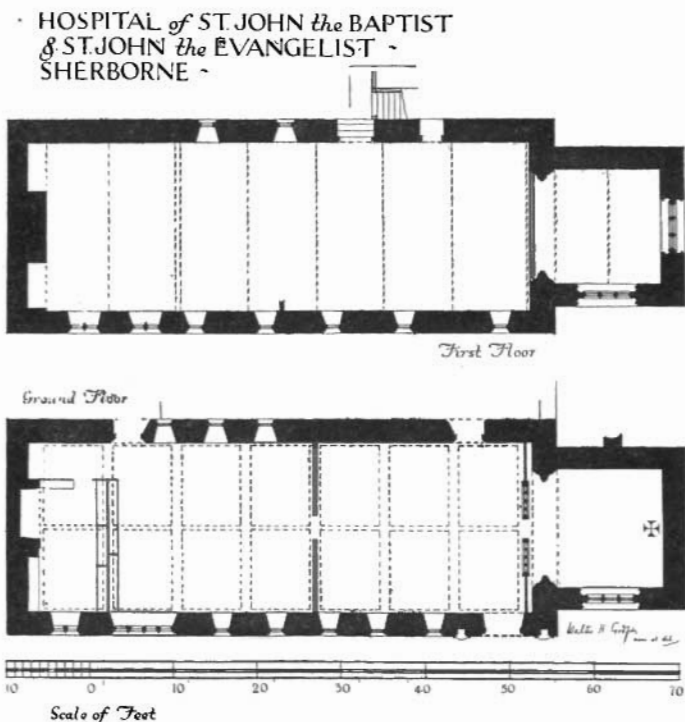 HOSPITAL of ST. JOHN the BAPTIST
& ST. JOHN the EVANGELIST -
SHERBORNE -
First Floor
Ground Floor
Walter H
10 0 10 20 30 40 50 60 70
Scale of Feet